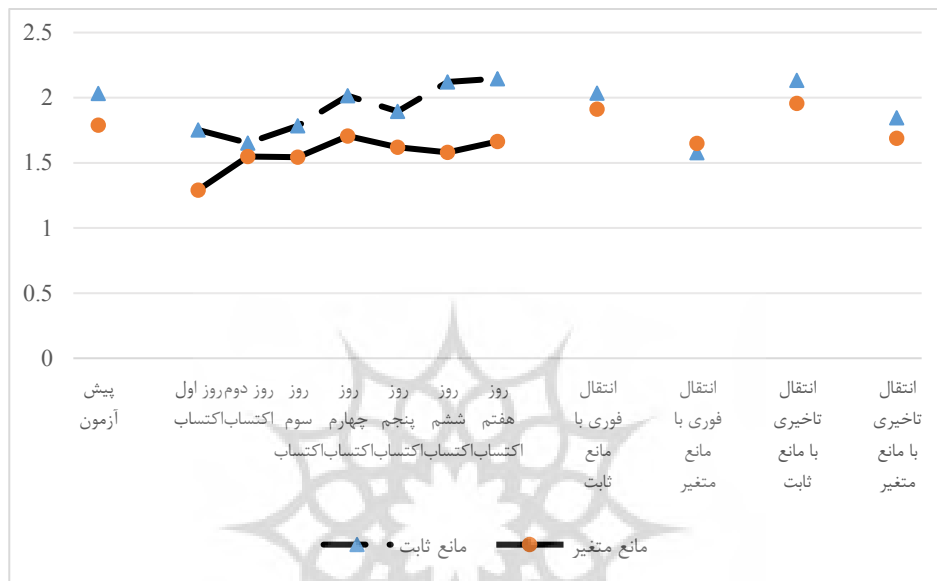 2.5
2
1.5
1
0.5
0
پیش
آزمون
روز اول
اکتساب
روز دوم
اکتساب
روز
سوم
اکتساب
روز
چهارم
اکتساب
روز
پنجم
اکتساب
روز
ششم
اکتساب
روز
هفتم
اکتساب
انتقال
فوری با
مانع
ثابت
انتقال
فوری با
مانع
متغیر
انتقال
تاخیری
با مانع
ثابت
انتقال
تاخیری
با مانع
متغیر
مانع ثابت
مانع متغیر